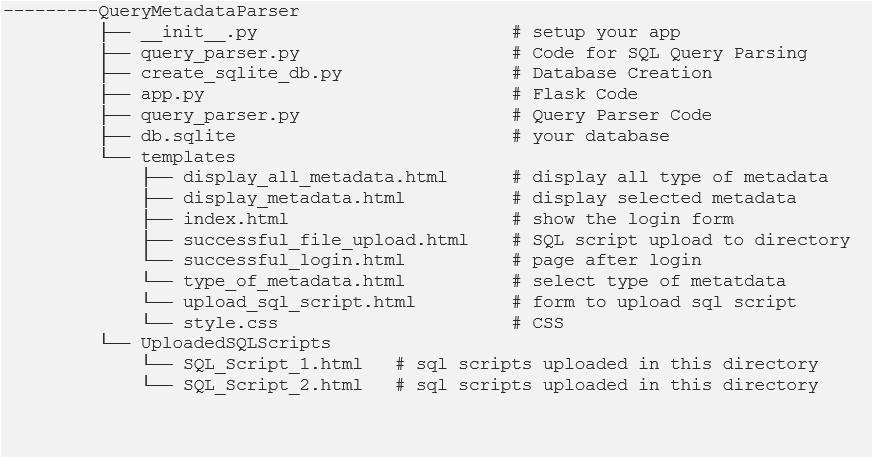 ---------QueryMetadataParser
├── __init__.py                        # setup your app
├── query_parser.py                    # Code for SQL Query Parsing
├── create_sqlite_db.py                # Database Creation
├── app.py                             # Flask Code
├── query_parser.py                    # Query Parser Code
├── db.sqlite                          # your database
└── templates
    ├── display_all_metadata.html      # display all type of metadata
    ├── display_metadata.html          # display selected metadata
    ├── index.html                     # show the login form
    ├── successful_file_upload.html    # SQL script upload to directory
    └── successful_login.html          # page after login
    └── type_of_metadata.html          # select type of metatdata
    └── upload_sql_script.html         # form to upload sql script
    └── style.css                      # CSS
└── UploadedSQLScripts
    └── SQL_Script_1.html   # sql scripts uploaded in this directory
    └── SQL_Script_2.html   # sql scripts uploaded in this directory